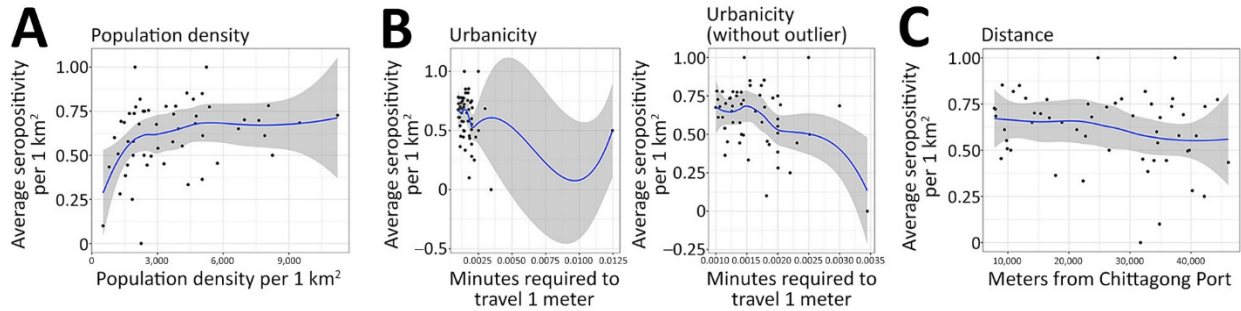 A
Population density
Average seropositivity
per 1 km²
1.00
0.75
0.50
0.25
0
0
3,000
6,000
9,000
Population density per 1 km²
B
Urbanicity
Average seropositivity
per 1 km²
1.0
0.5
0
−0.5
0.0025
0.0050
0.0075
0.0100
0.0125
Minutes required to
travel 1 meter
Urbanicity
(without outlier)
Average seropositivity
per 1 km²
1.00
0.75
0.50
0.25
0
−0.25
0.0010
0.0015
0.0020
0.0025
0.0030
0.0035
Minutes required to
travel 1 meter
C
Distance
Average seropositivity
per 1 km²
1.00
0.75
0.50
0.25
0
10,000
20,000
30,000
40,000
Meters from Chittagong Port